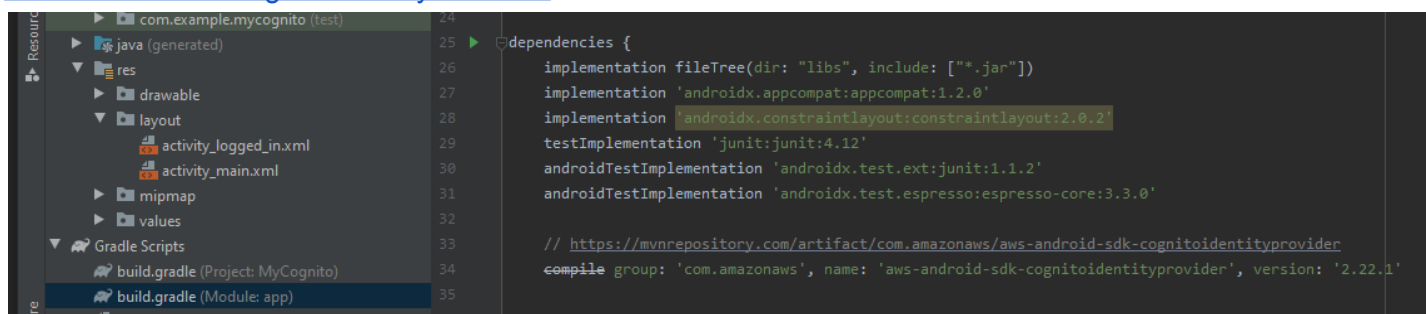 Resourc
com.example.mycognito (test)
java (generated)
res
drawable
layout
activity_logged_in.xml
activity_main.xml
mipmap
values
Gradle Scripts
build.gradle (Project: MyCognito)
build.gradle (Module: app)
24
25 dependencies {
26 implementation fileTree(dir: "libs", include: ["*.jar"])
27 implementation 'androidx.appcompat:appcompat:1.2.0'
28 implementation 'androidx.constraintlayout:constraintlayout:2.0.2'
29 testImplementation 'junit:junit:4.12'
30 androidTestImplementation 'androidx.test.ext:junit:1.1.2'
31 androidTestImplementation 'androidx.test.espresso:espresso-core:3.3.0'
32
33 // https://mvnrepository.com/artifact/com.amazonaws/aws-android-sdk-cognitoidentityprovider
34 compile group: 'com.amazonaws', name: 'aws-android-sdk-cognitoidentityprovider', version: '2.22.1'
35